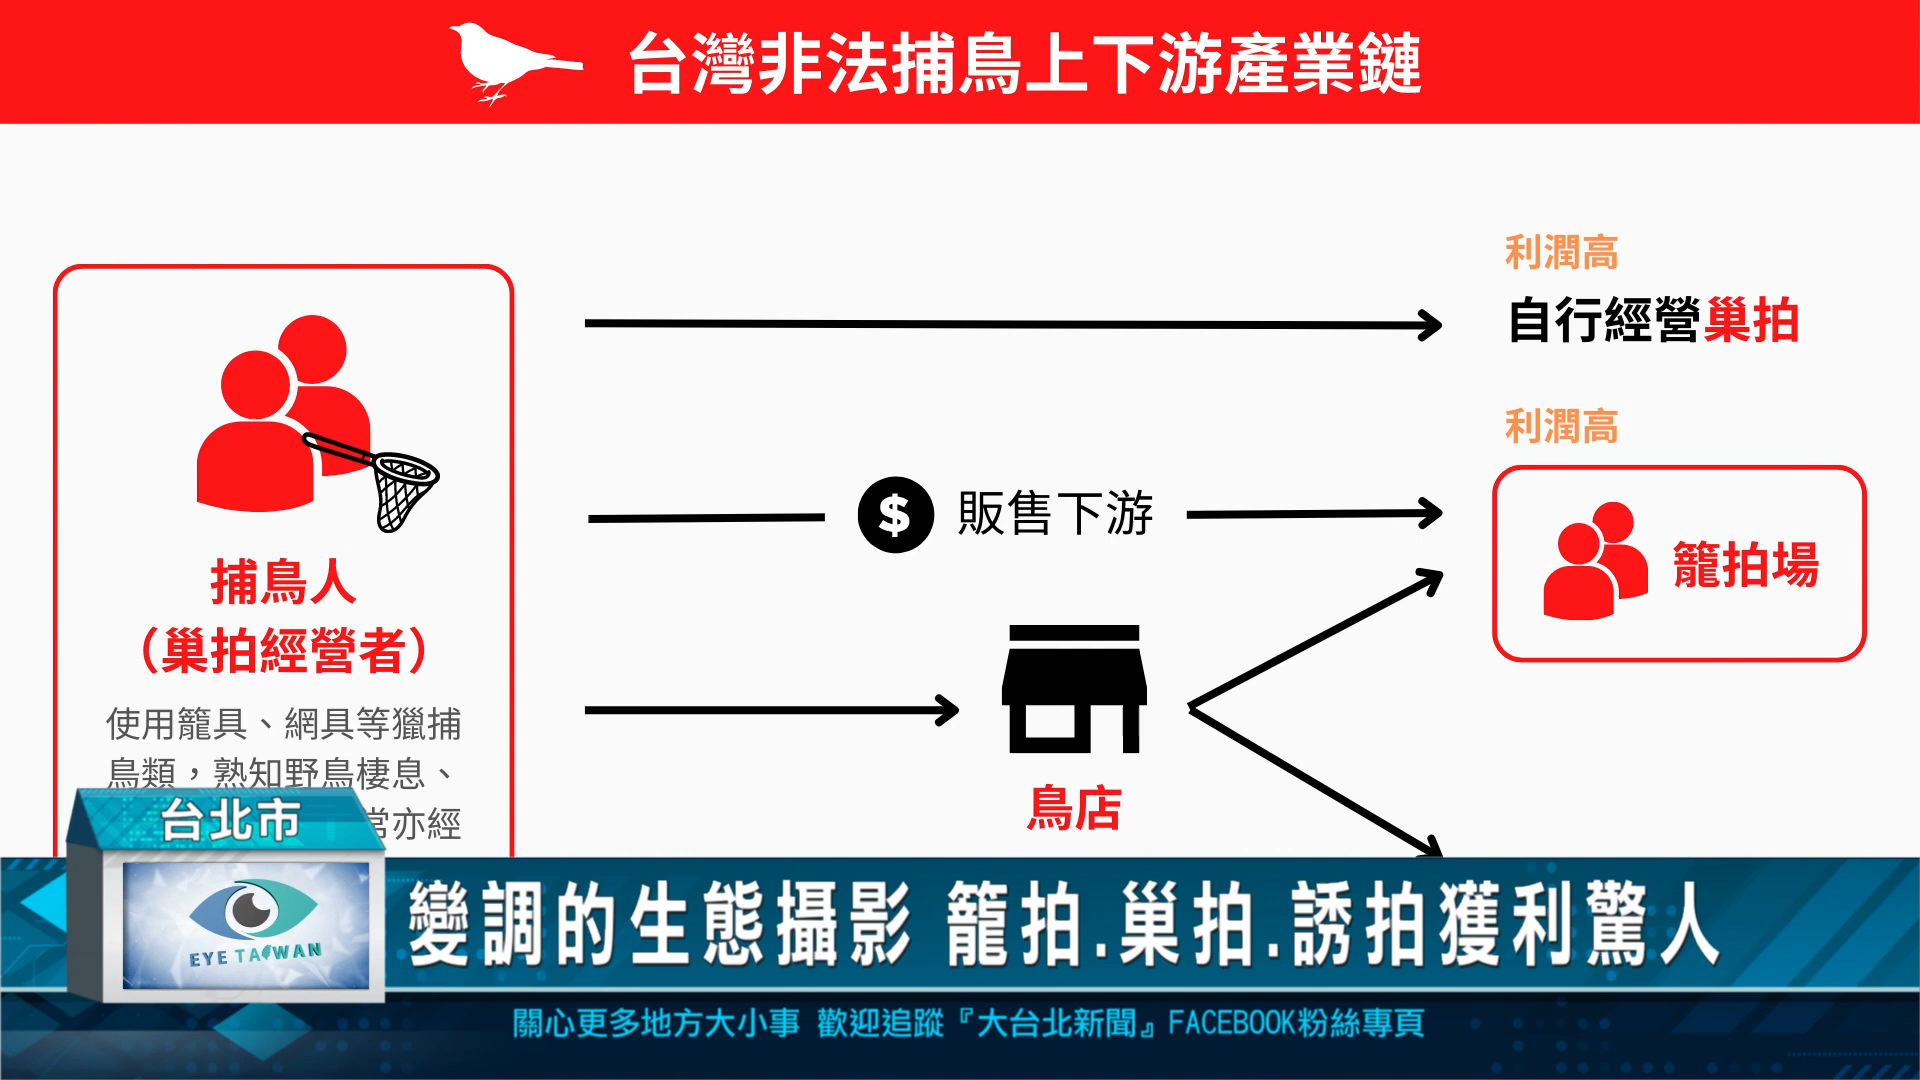 台灣非法捕鳥上下游產業鏈
利潤高
自行經營巢拍
利潤高
$ 販售下游
籠拍場
捕鳥人
（巢拍經營者）
使用籠具、網具等獵捕
鳥類，熟知野鳥棲息、
常亦經
鳥店
台北市
EYE TAIWAN
變調的生態攝影 籠拍.巢拍.誘拍獲利驚人
關心更多地方大小事 歡迎追蹤『大台北新聞』FACEBOOK粉絲專頁